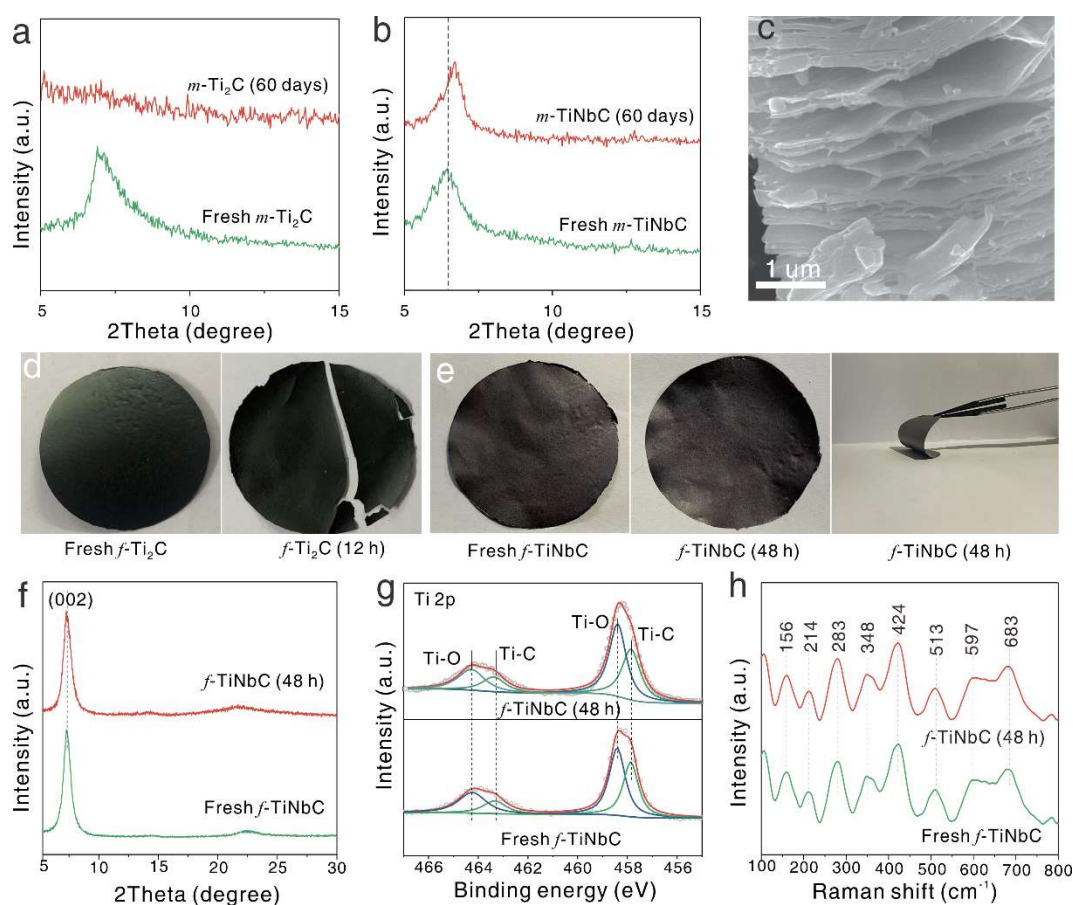 a
m-Ti₂C (60 days)
Fresh m-Ti₂C
Intensity (a.u.)
5 10 15
2Theta (degree)
b
m-TiNbC (60 days)
Fresh m-TiNbC
Intensity (a.u.)
5 10 15
2Theta (degree)
c
1 um
d
Fresh f-Ti₂C
f-Ti₂C (12 h)
e
Fresh f-TiNbC
f-TiNbC (48 h)
f-TiNbC (48 h)
f
(002)
f-TiNbC (48 h)
Fresh f-TiNbC
Intensity (a.u.)
5 10 15 20 25 30
2Theta (degree)
g
Ti 2p
Ti-O
Ti-C
Ti-O
Ti-C
f-TiNbC (48 h)
Fresh f-TiNbC
Intensity (a.u.)
466 464 462 460 458 456
Binding energy (eV)
h
156 214 283 348 424 513 597 683
f-TiNbC (48 h)
Fresh f-TiNbC
Intensity (a.u.)
100 200 300 400 500 600 700 800
Raman shift (cm⁻¹)